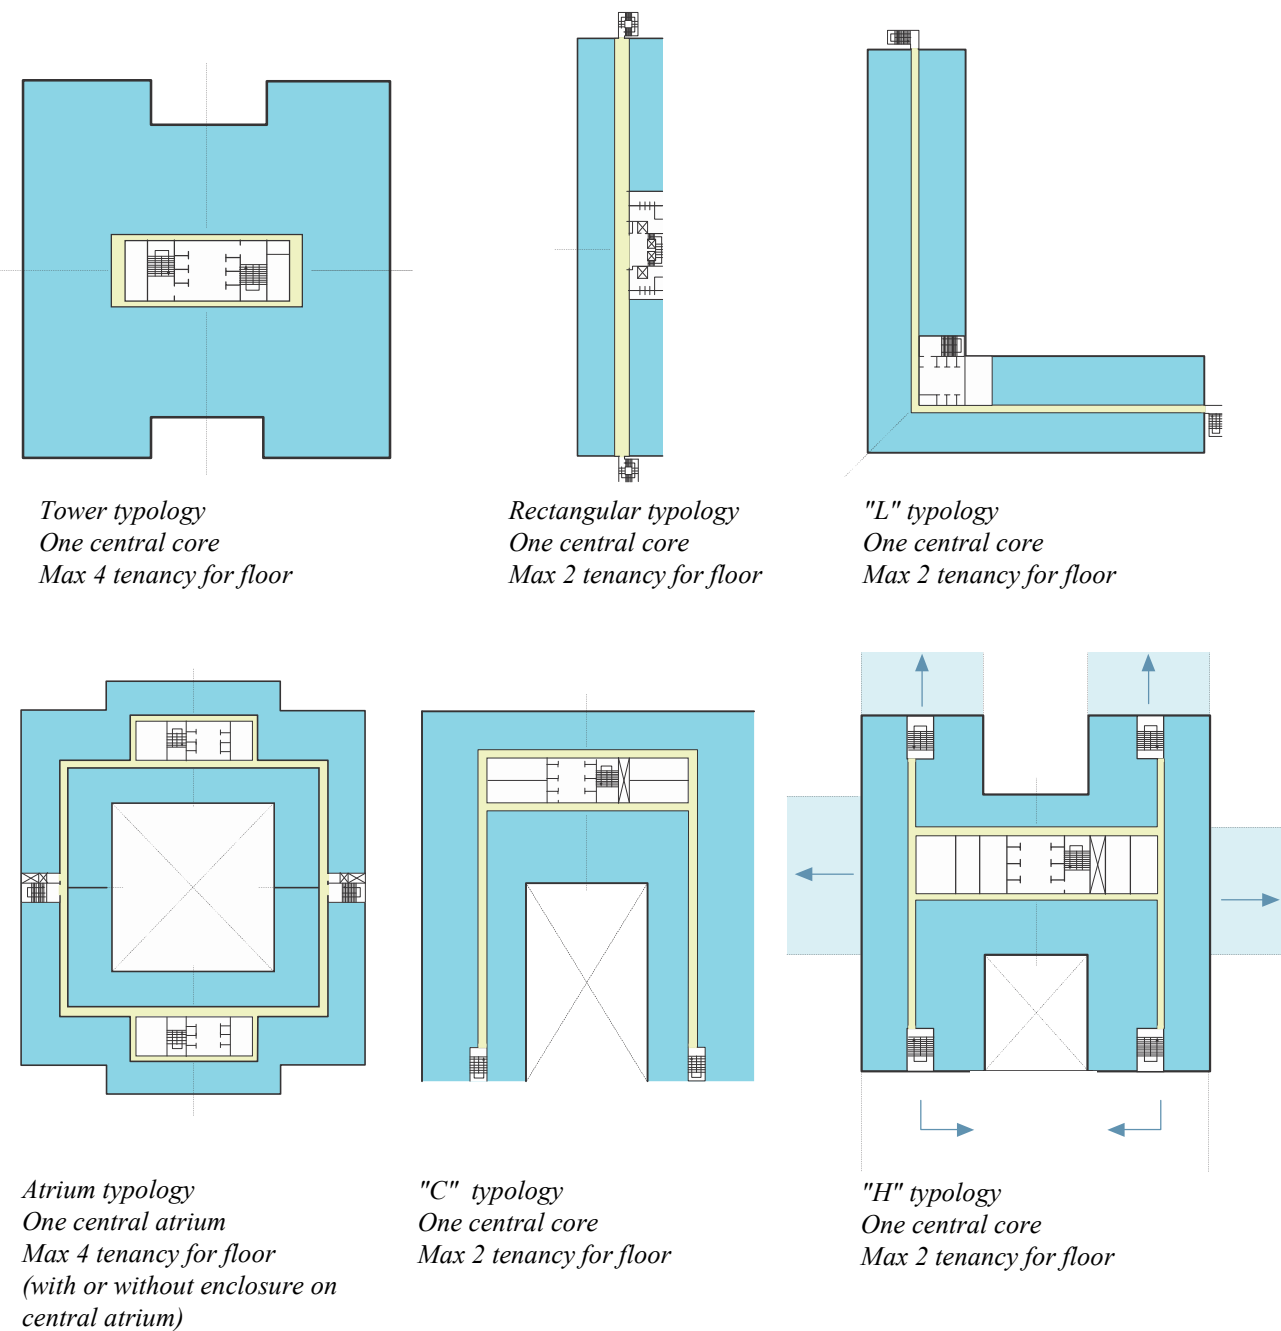 Tower typology
One central core
Max 4 tenancy for floor
Rectangular typology
One central core
Max 2 tenancy for floor
"L" typology
One central core
Max 2 tenancy for floor
Atrium typology
One central atrium
Max 4 tenancy for floor
(with or without enclosure on
central atrium)
"C" typology
One central core
Max 2 tenancy for floor
"H" typology
One central core
Max 2 tenancy for floor